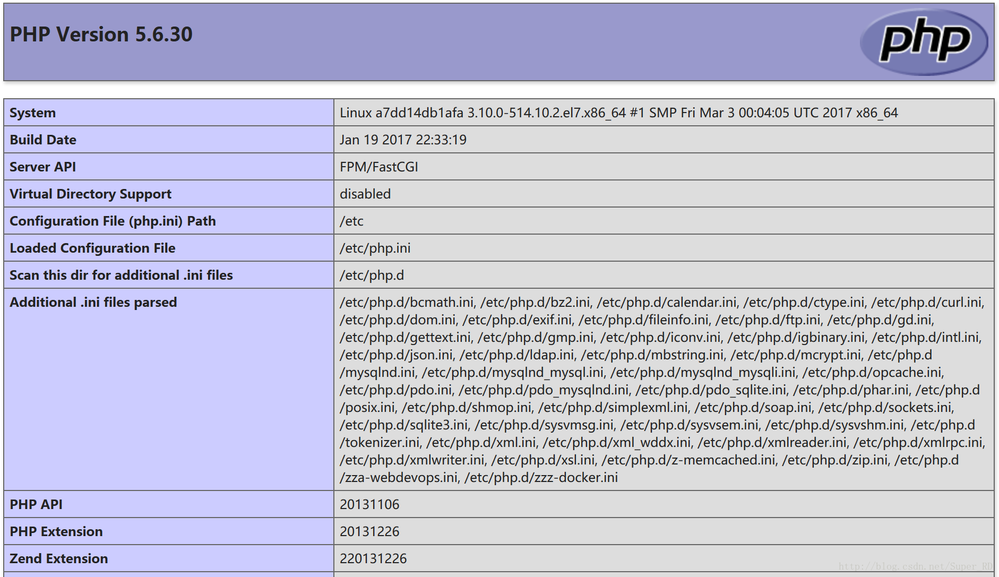 PHP Version 5.6.30
php
System
Linux a7dd14db1afa 3.10.0-514.10.2.el7.x86_64 #1 SMP Fri Mar 3 00:04:05 UTC 2017 x86_64
Build Date
Jan 19 2017 22:33:19
Server API
FPM/FastCGI
Virtual Directory Support
disabled
Configuration File (php.ini) Path
/etc
Loaded Configuration File
/etc/php.ini
Scan this dir for additional .ini files
/etc/php.d
Additional .ini files parsed
/etc/php.d/bcmath.ini, /etc/php.d/bz2.ini, /etc/php.d/calendar.ini, /etc/php.d/ctype.ini, /etc/php.d/curl.ini,
/etc/php.d/dom.ini, /etc/php.d/exif.ini, /etc/php.d/fileinfo.ini, /etc/php.d/ftp.ini, /etc/php.d/gd.ini,
/etc/php.d/gettext.ini, /etc/php.d/gmp.ini, /etc/php.d/iconv.ini, /etc/php.d/igbinary.ini, /etc/php.d/intl.ini,
/etc/php.d/json.ini, /etc/php.d/ldap.ini, /etc/php.d/mbstring.ini, /etc/php.d/mcrypt.ini, /etc/php.d
/mysqlnd.ini, /etc/php.d/mysqlnd_mysql.ini, /etc/php.d/mysqlnd_mysqli.ini, /etc/php.d/opcache.ini,
/etc/php.d/pdo.ini, /etc/php.d/pdo_mysqlnd.ini, /etc/php.d/pdo_sqlite.ini, /etc/php.d/phar.ini, /etc/php.d
/posix.ini, /etc/php.d/shmop.ini, /etc/php.d/simplexml.ini, /etc/php.d/soap.ini, /etc/php.d/sockets.ini,
/etc/php.d/sqlite3.ini, /etc/php.d/sysvmsg.ini, /etc/php.d/sysvsem.ini, /etc/php.d/sysvshm.ini, /etc/php.d
/tokenizer.ini, /etc/php.d/xml.ini, /etc/php.d/xml_wddx.ini, /etc/php.d/xmlreader.ini, /etc/php.d/xmlrpc.ini,
/etc/php.d/xmlwriter.ini, /etc/php.d/xsl.ini, /etc/php.d/z-memcached.ini, /etc/php.d/zip.ini, /etc/php.d
/zza-webdevops.ini, /etc/php.d/zzz-docker.ini
PHP API
20131106
PHP Extension
20131226
Zend Extension
220131226
http://blog.csdn.net/Super_RD